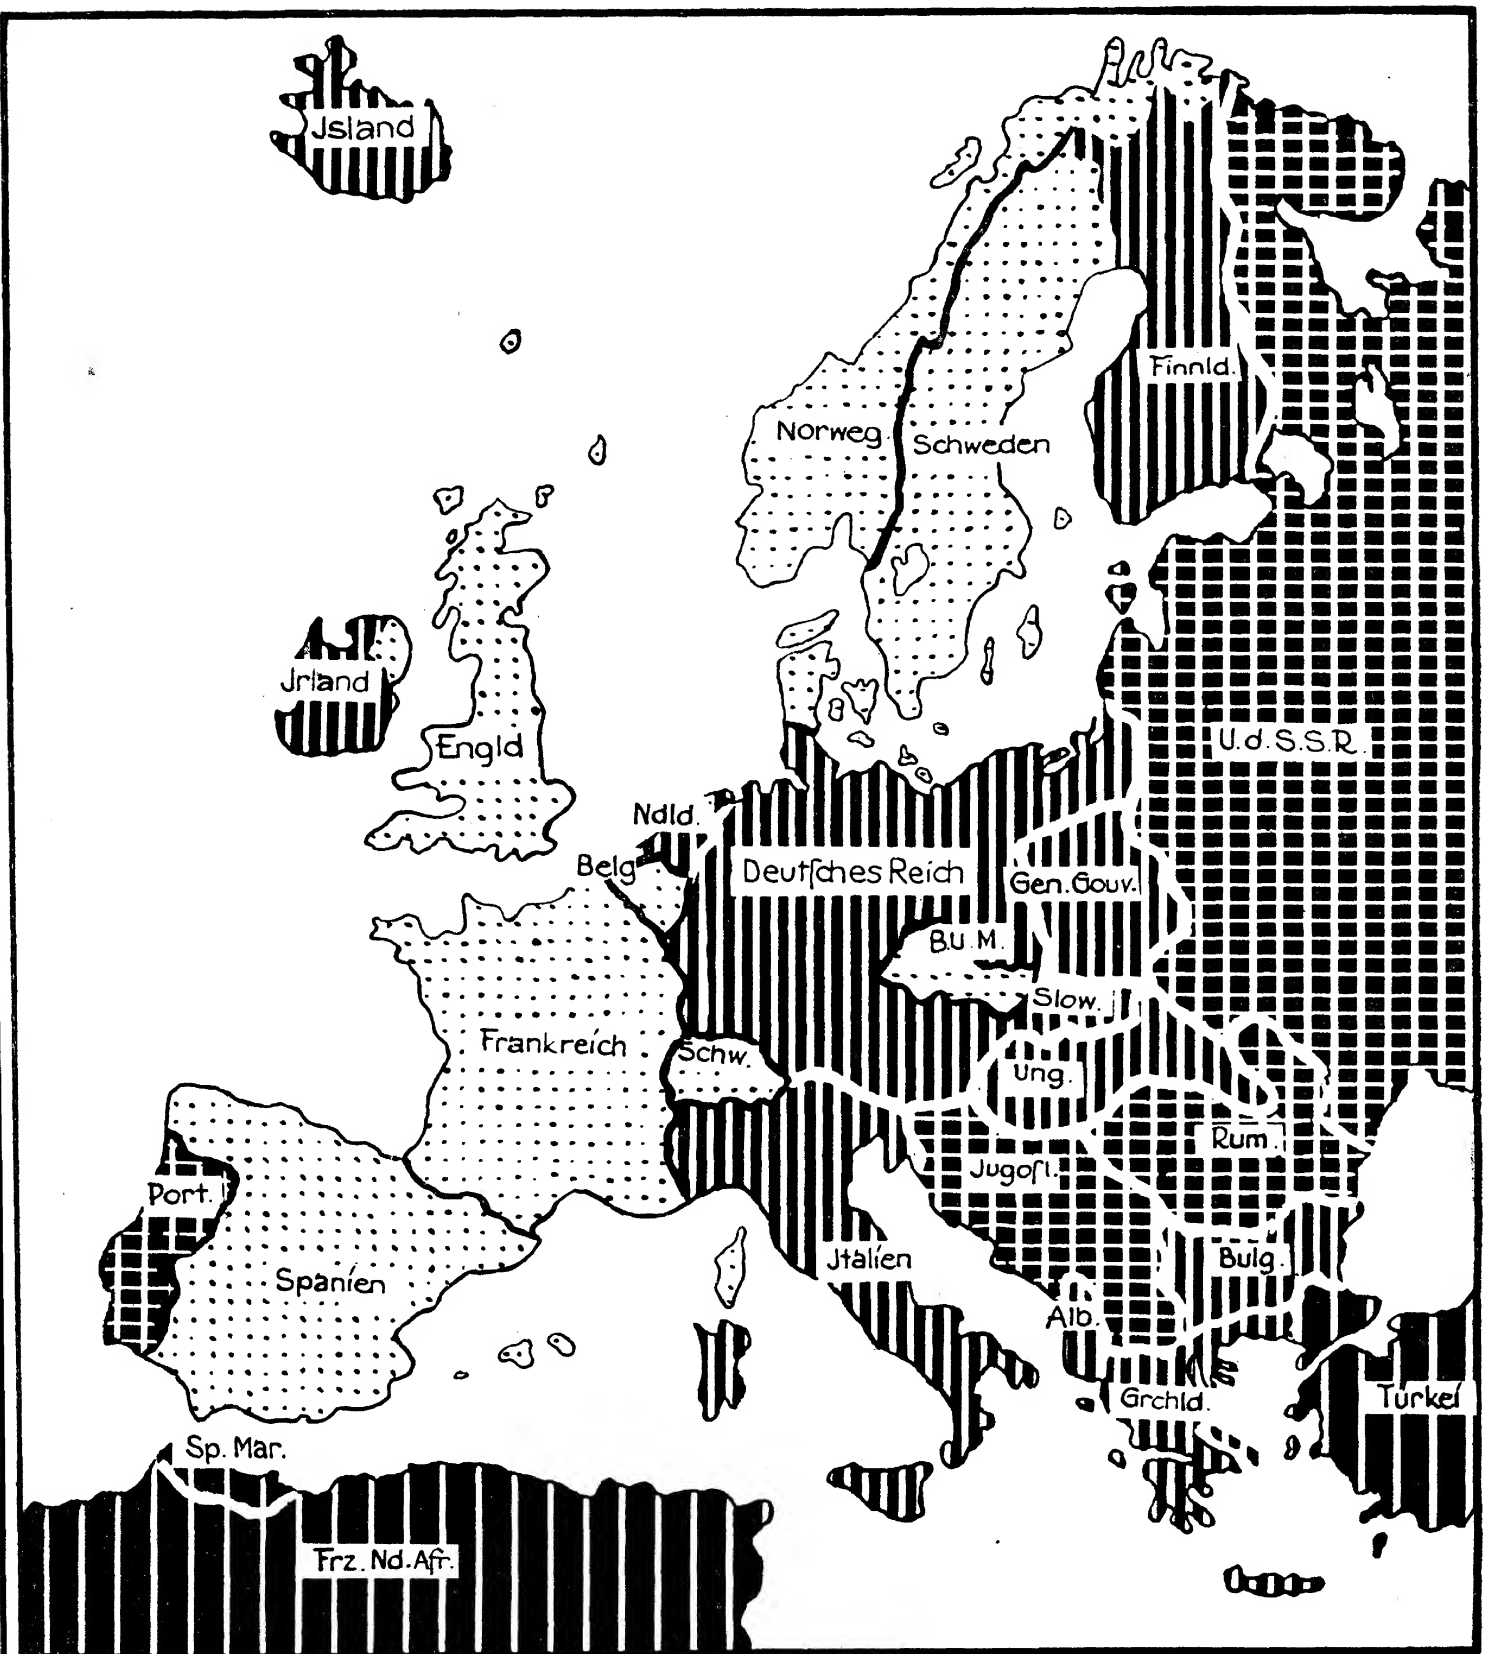 Jsland
Finnld.
Norweg.
Schweden
Jrland
Engld
U.d.S.S.R.
Ndld.
Belg
Deutſches Reich
Gen. Gouv.
B.u.M.
Slow.
Frankreich
Schw.
Ung.
Rum.
Jugoſl.
Port.
Spanien
Jtalien
Bulg.
Alb.
Grchld.
Türkei
Sp. Mar.
Frz. Nd. Afr.